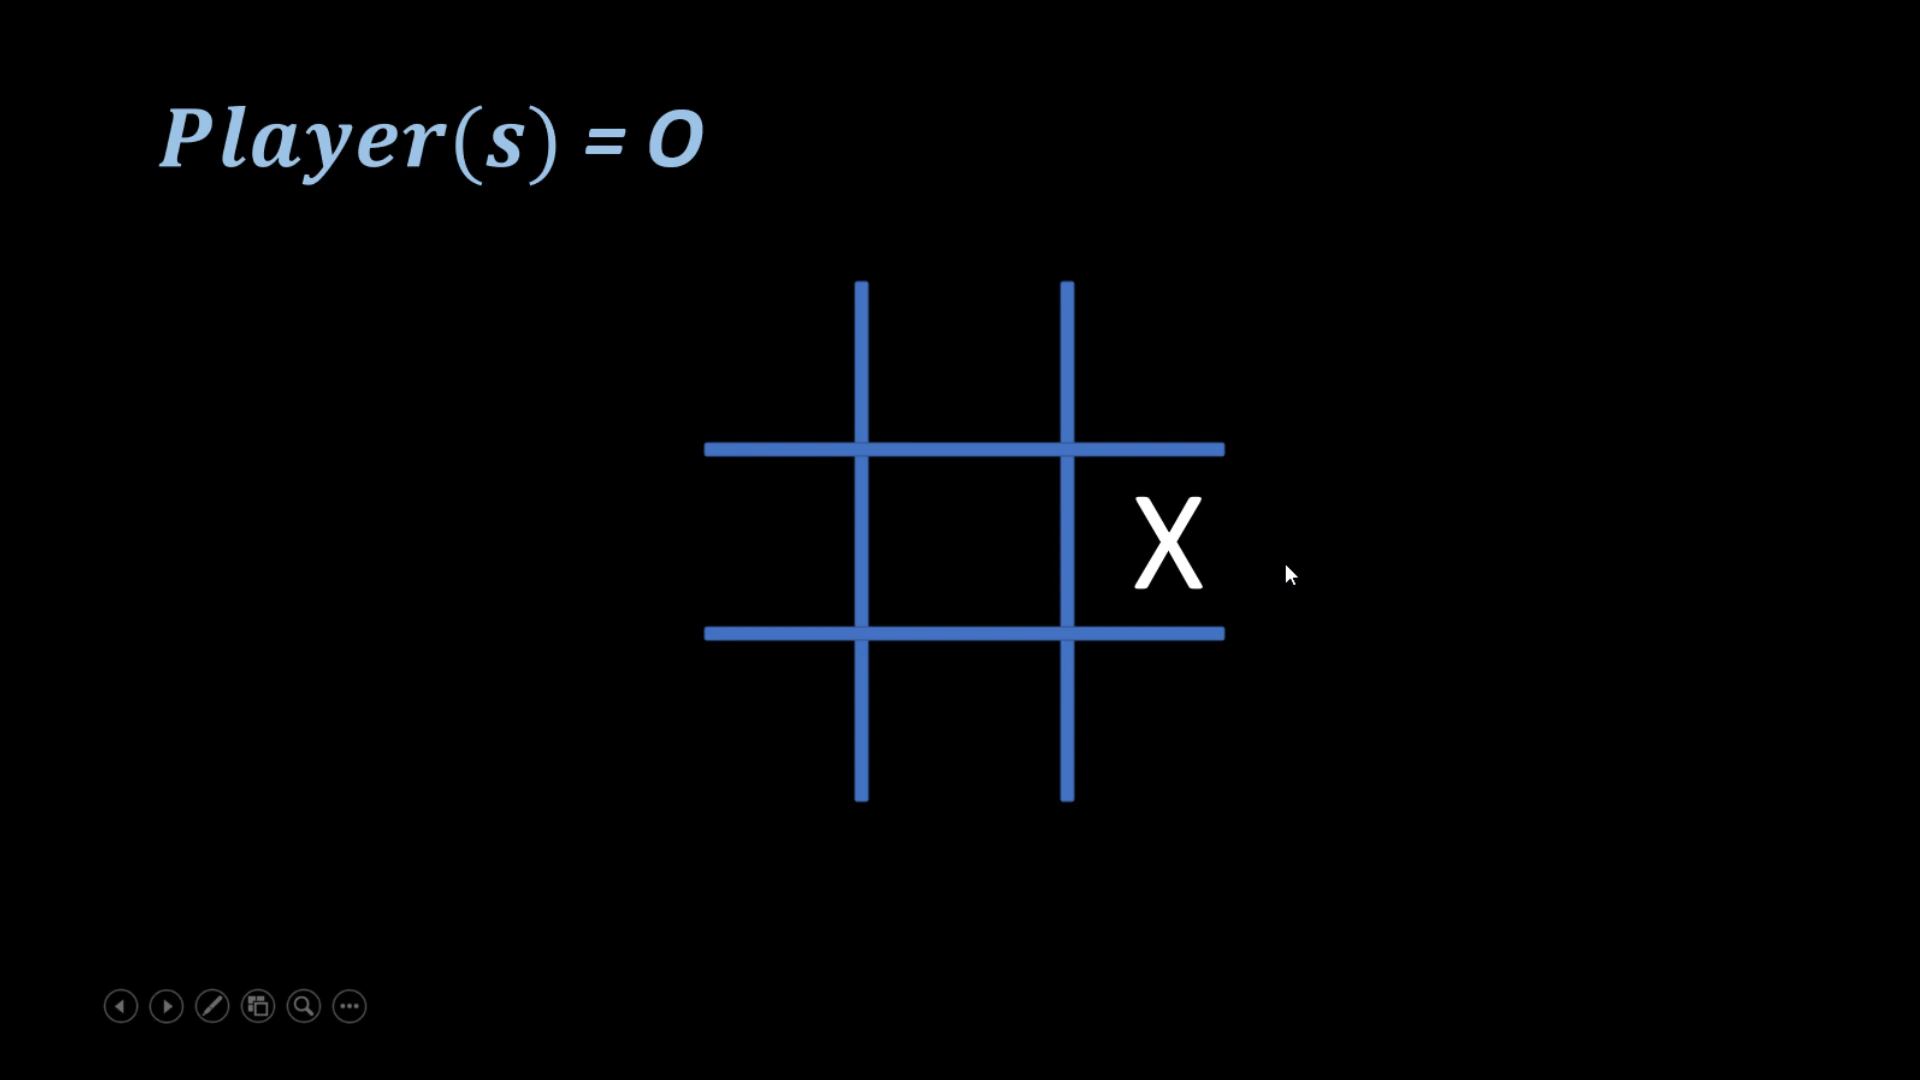 Player(s) = O
X